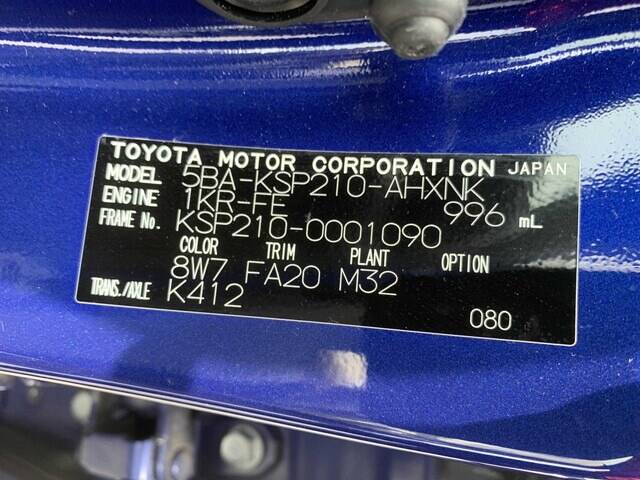 TOYOTA MOTOR CORPORATION JAPAN
MODEL 5BA-KSP210-AHXNK
ENGINE 1KR-FE 996 mL
FRAME No. KSP210-0001090
COLOR TRIM PLANT OPTION
8W7 FA20 M32
TRANS./AXLE K412
080